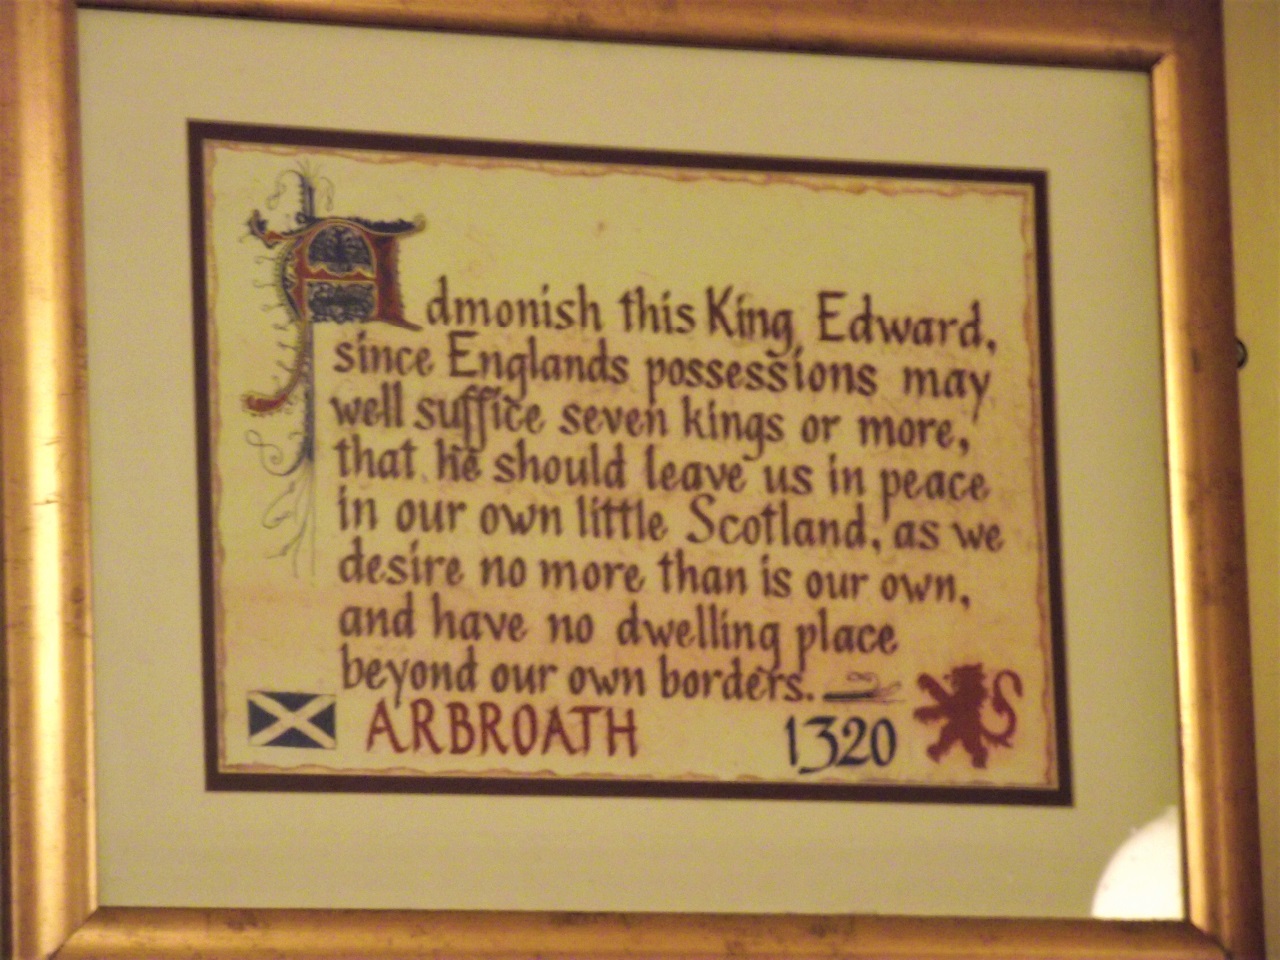 Admonish this King Edward,
since Englands possessions may
well suffice seven kings or more,
that he should leave us in peace
in our own little Scotland, as we
desire no more than is our own,
and have no dwelling place
beyond our own borders.
ARBROATH 1320